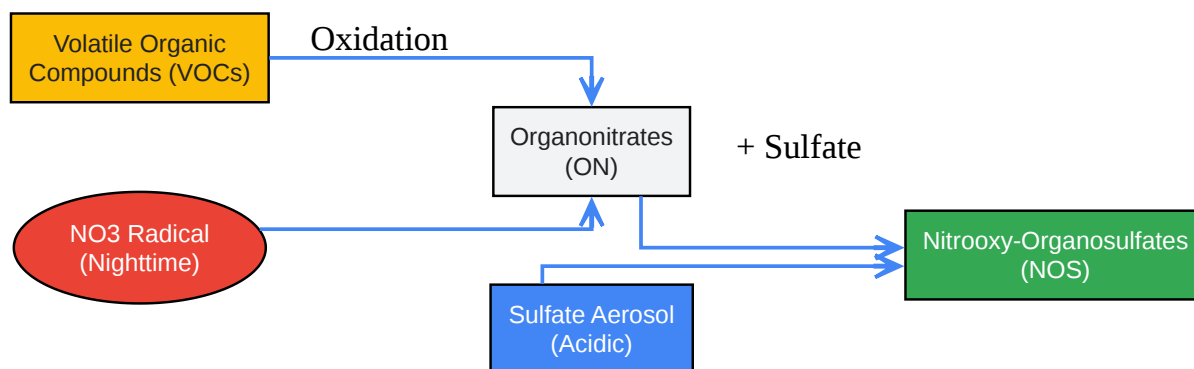 Volatile Organic
Compounds (VOCs)
Oxidation
Organonitrates
(ON)
+ Sulfate
NO3 Radical
(Nighttime)
Nitrooxy-Organosulfates
(NOS)
Sulfate Aerosol
(Acidic)